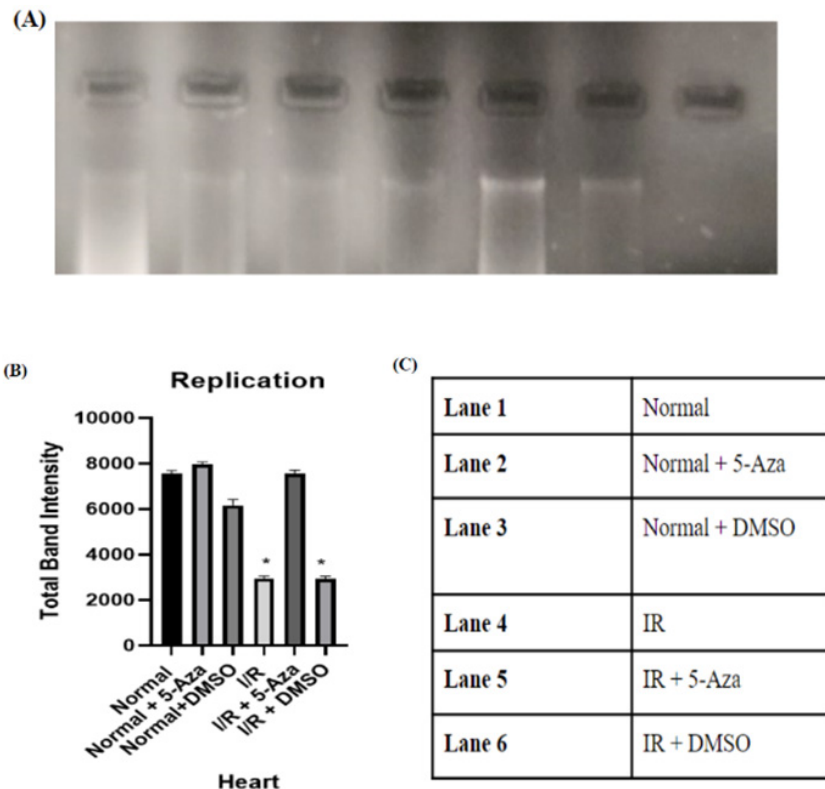 (A)
(B)
Replication
Total Band Intensity
10000
8000
6000
4000
2000
0
*
*
Normal
Normal + 5-Aza
Normal+DMSO
I/R
I/R + 5-Aza
I/R + DMSO
Heart
(C)
Lane 1 Normal
Lane 2 Normal + 5-Aza
Lane 3 Normal + DMSO
Lane 4 IR
Lane 5 IR + 5-Aza
Lane 6 IR + DMSO